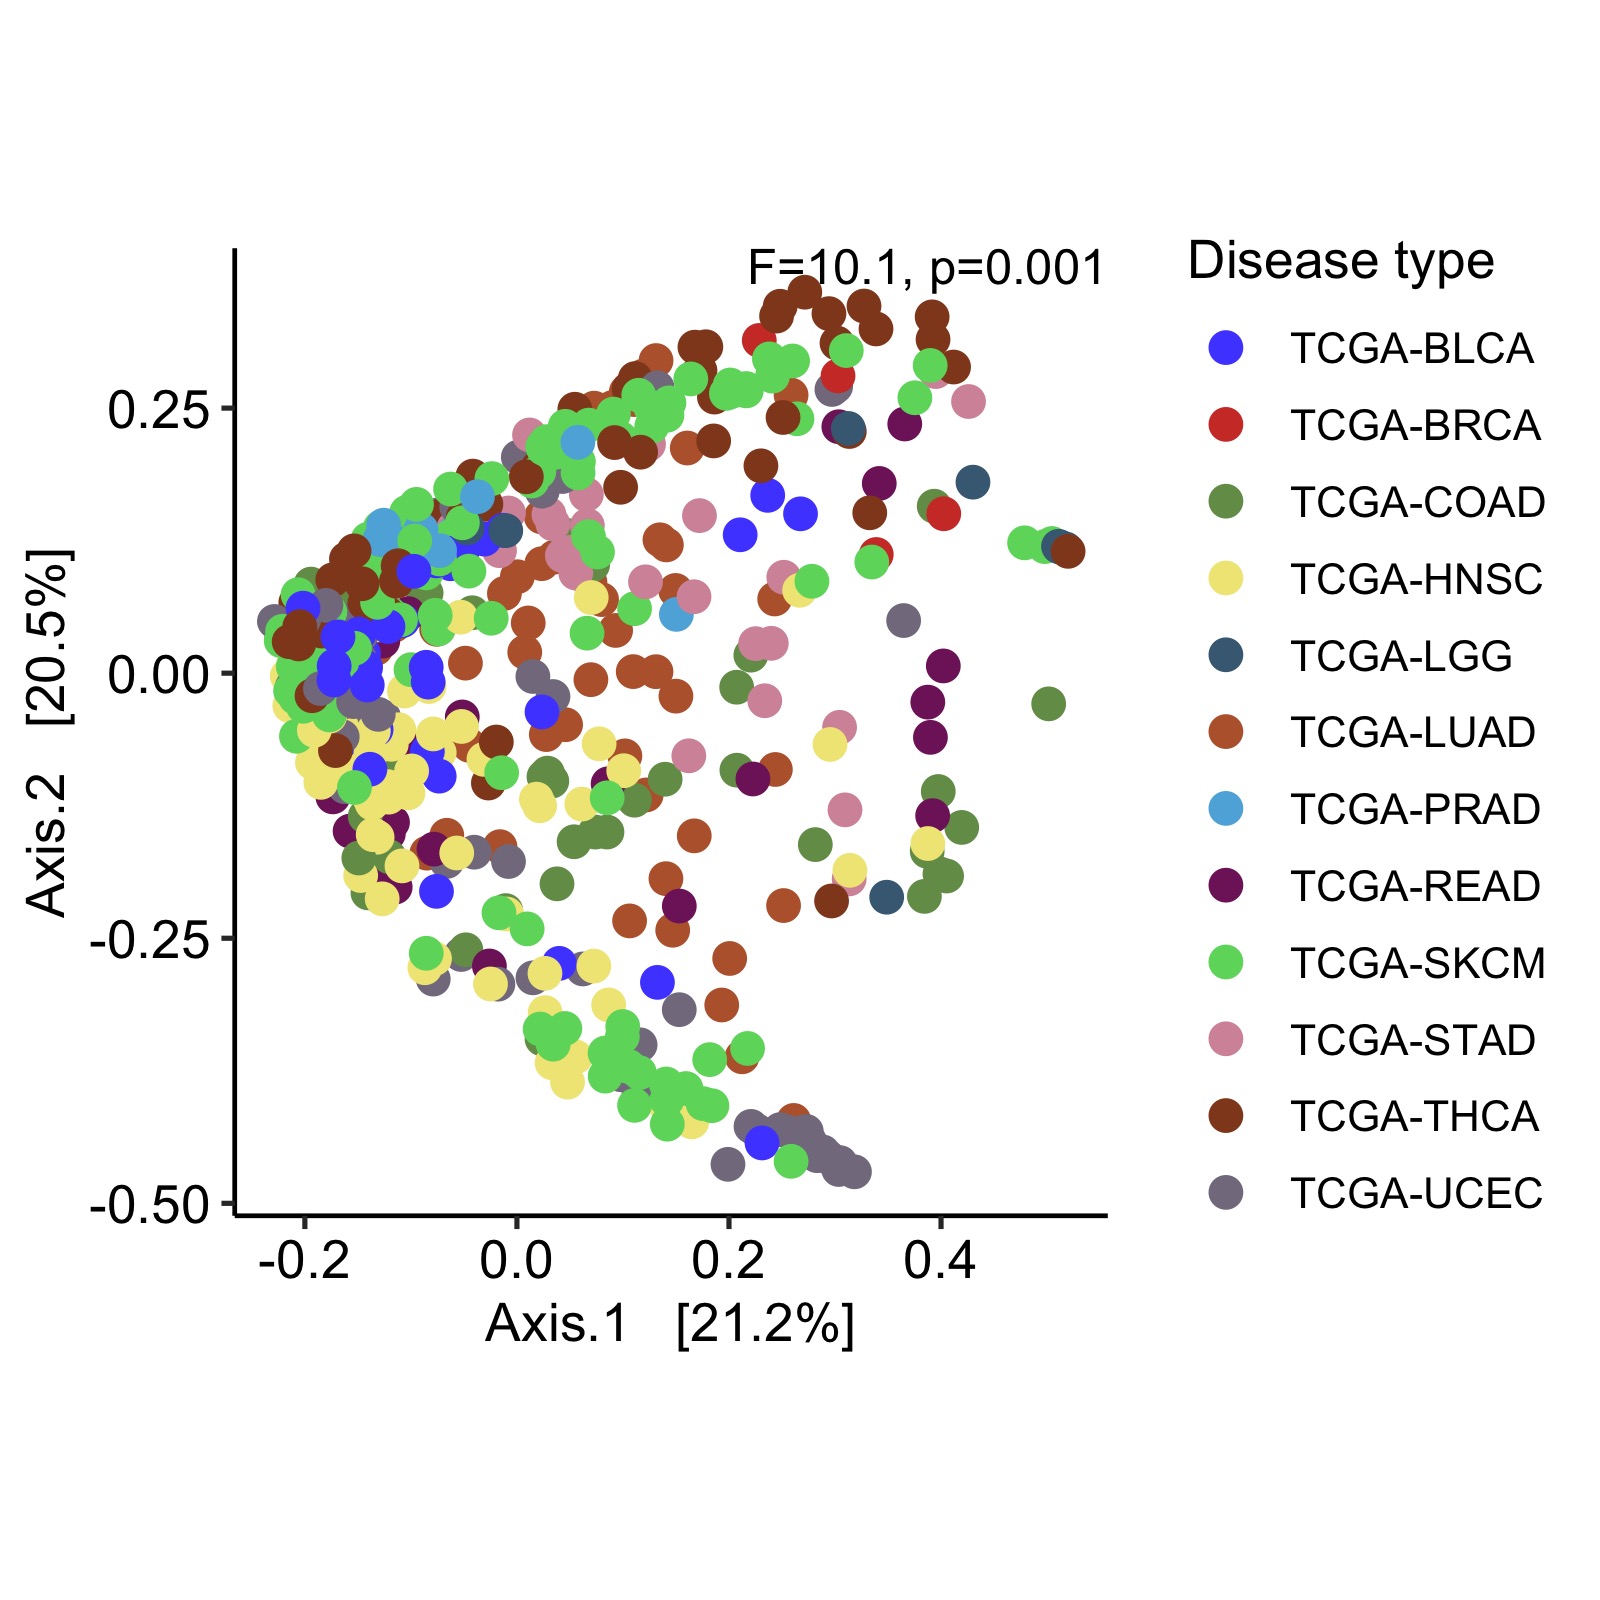 F=10.1, p=0.001
Disease type
TCGA-BLCA
TCGA-BRCA
TCGA-COAD
TCGA-HNSC
TCGA-LGG
TCGA-LUAD
TCGA-PRAD
TCGA-READ
TCGA-SKCM
TCGA-STAD
TCGA-THCA
TCGA-UCEC
Axis.2 [20.5%]
0.25
0.00
-0.25
-0.50
-0.2 0.0 0.2 0.4
Axis.1 [21.2%]